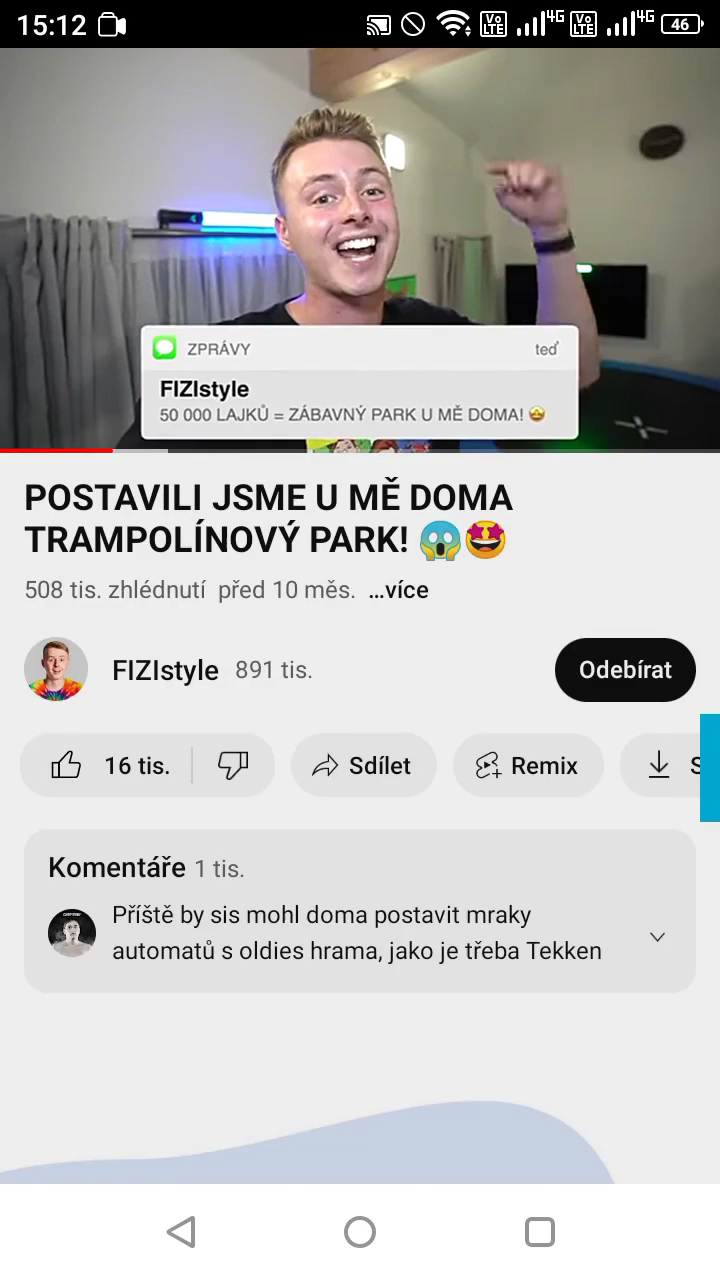 15:12
4G
4G
46
ZPRÁVY
teď
FIZIstyle
50 000 LAJKŮ = ZÁBAVNÝ PARK U MĚ DOMA! 🤩
POSTAVILI JSME U MĚ DOMA
TRAMPOLÍNOVÝ PARK! 😱🤩
508 tis. zhlédnutí před 10 měs. ...více
FIZIstyle 891 tis.
Odebírat
16 tis.
Sdílet
Remix
S
Komentáře 1 tis.
Příště by sis mohl doma postavit mraky
automatů s oldies hrama, jako je třeba Tekken